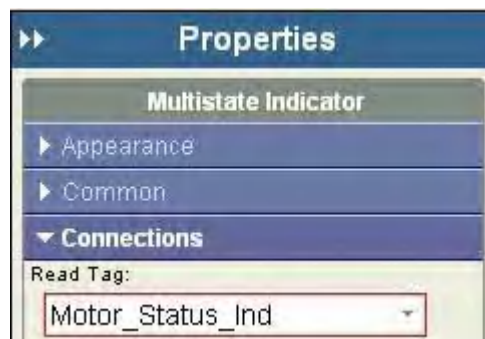 Properties
Multistate Indicator
Appearance
Common
Connections
Read Tag:
Motor_Status_Ind